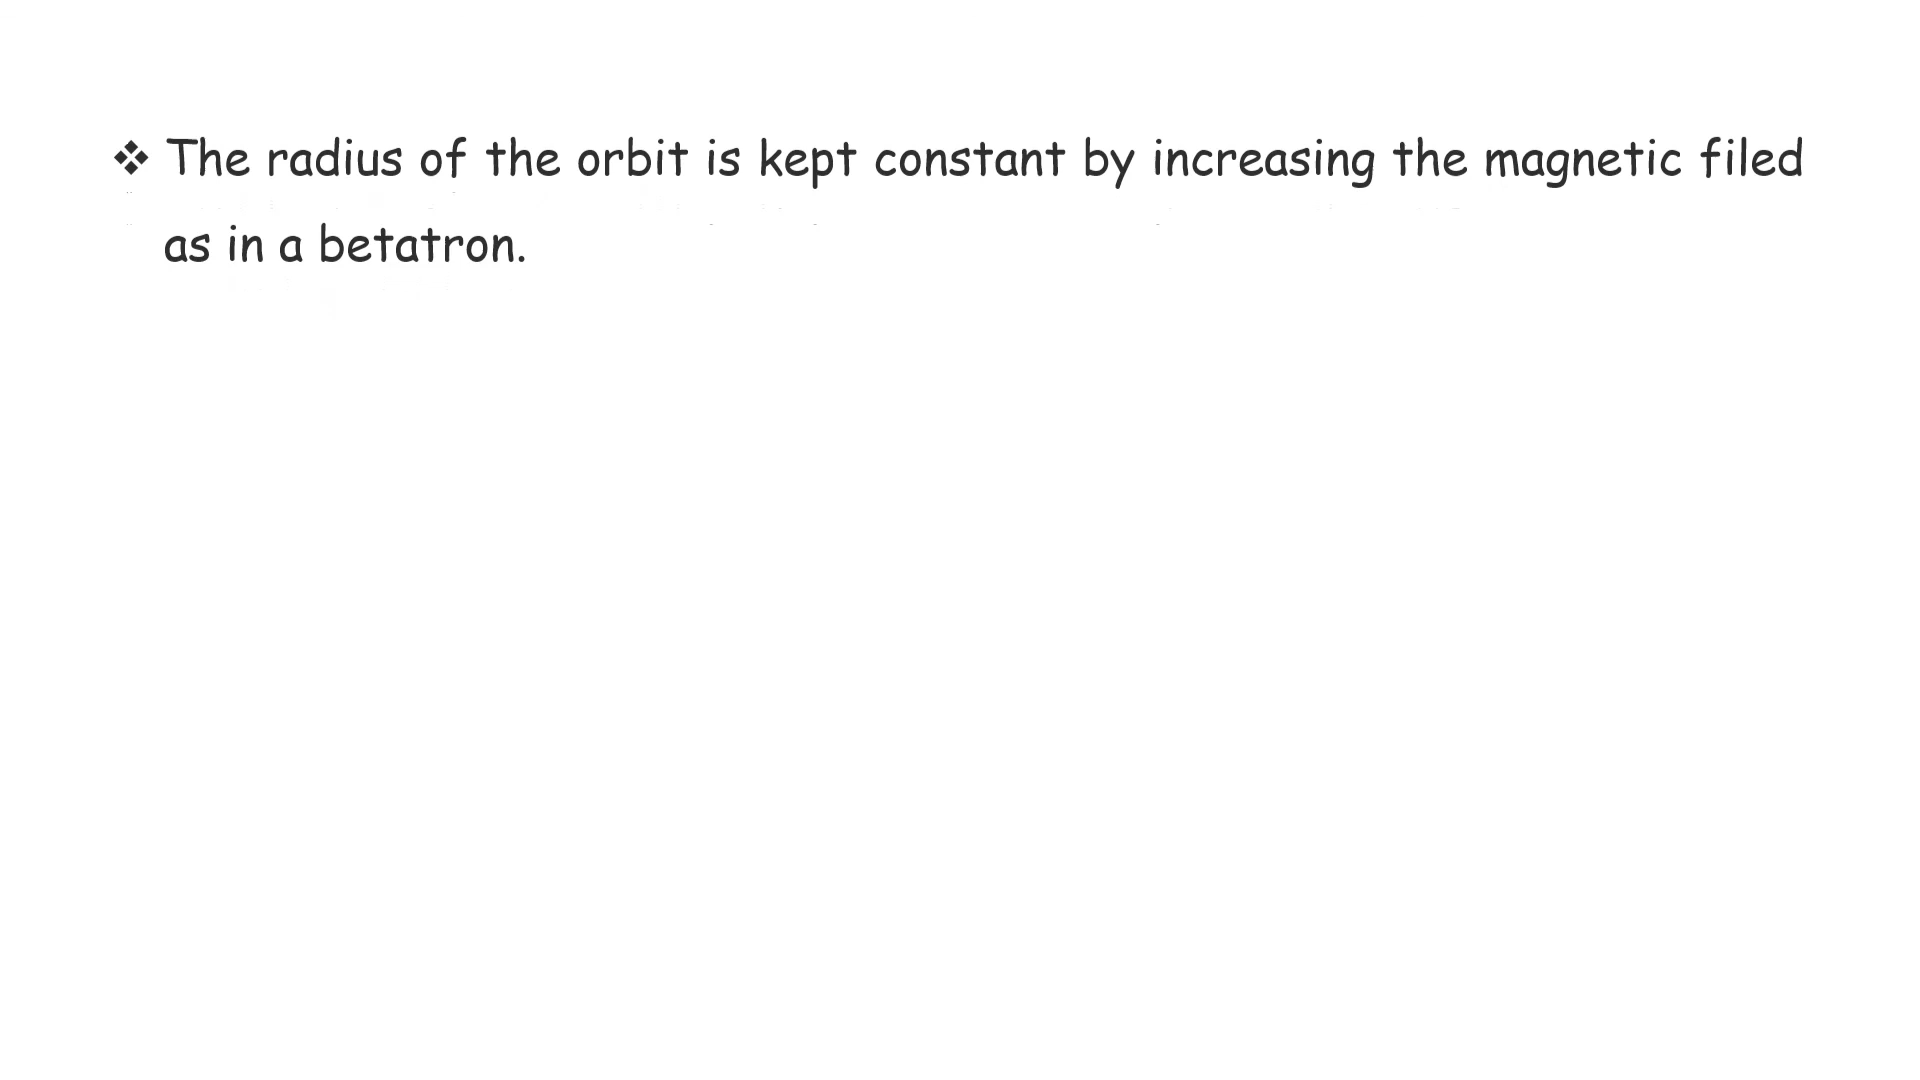 ❖ The radius of the orbit is kept constant by increasing the magnetic filed
as in a betatron.